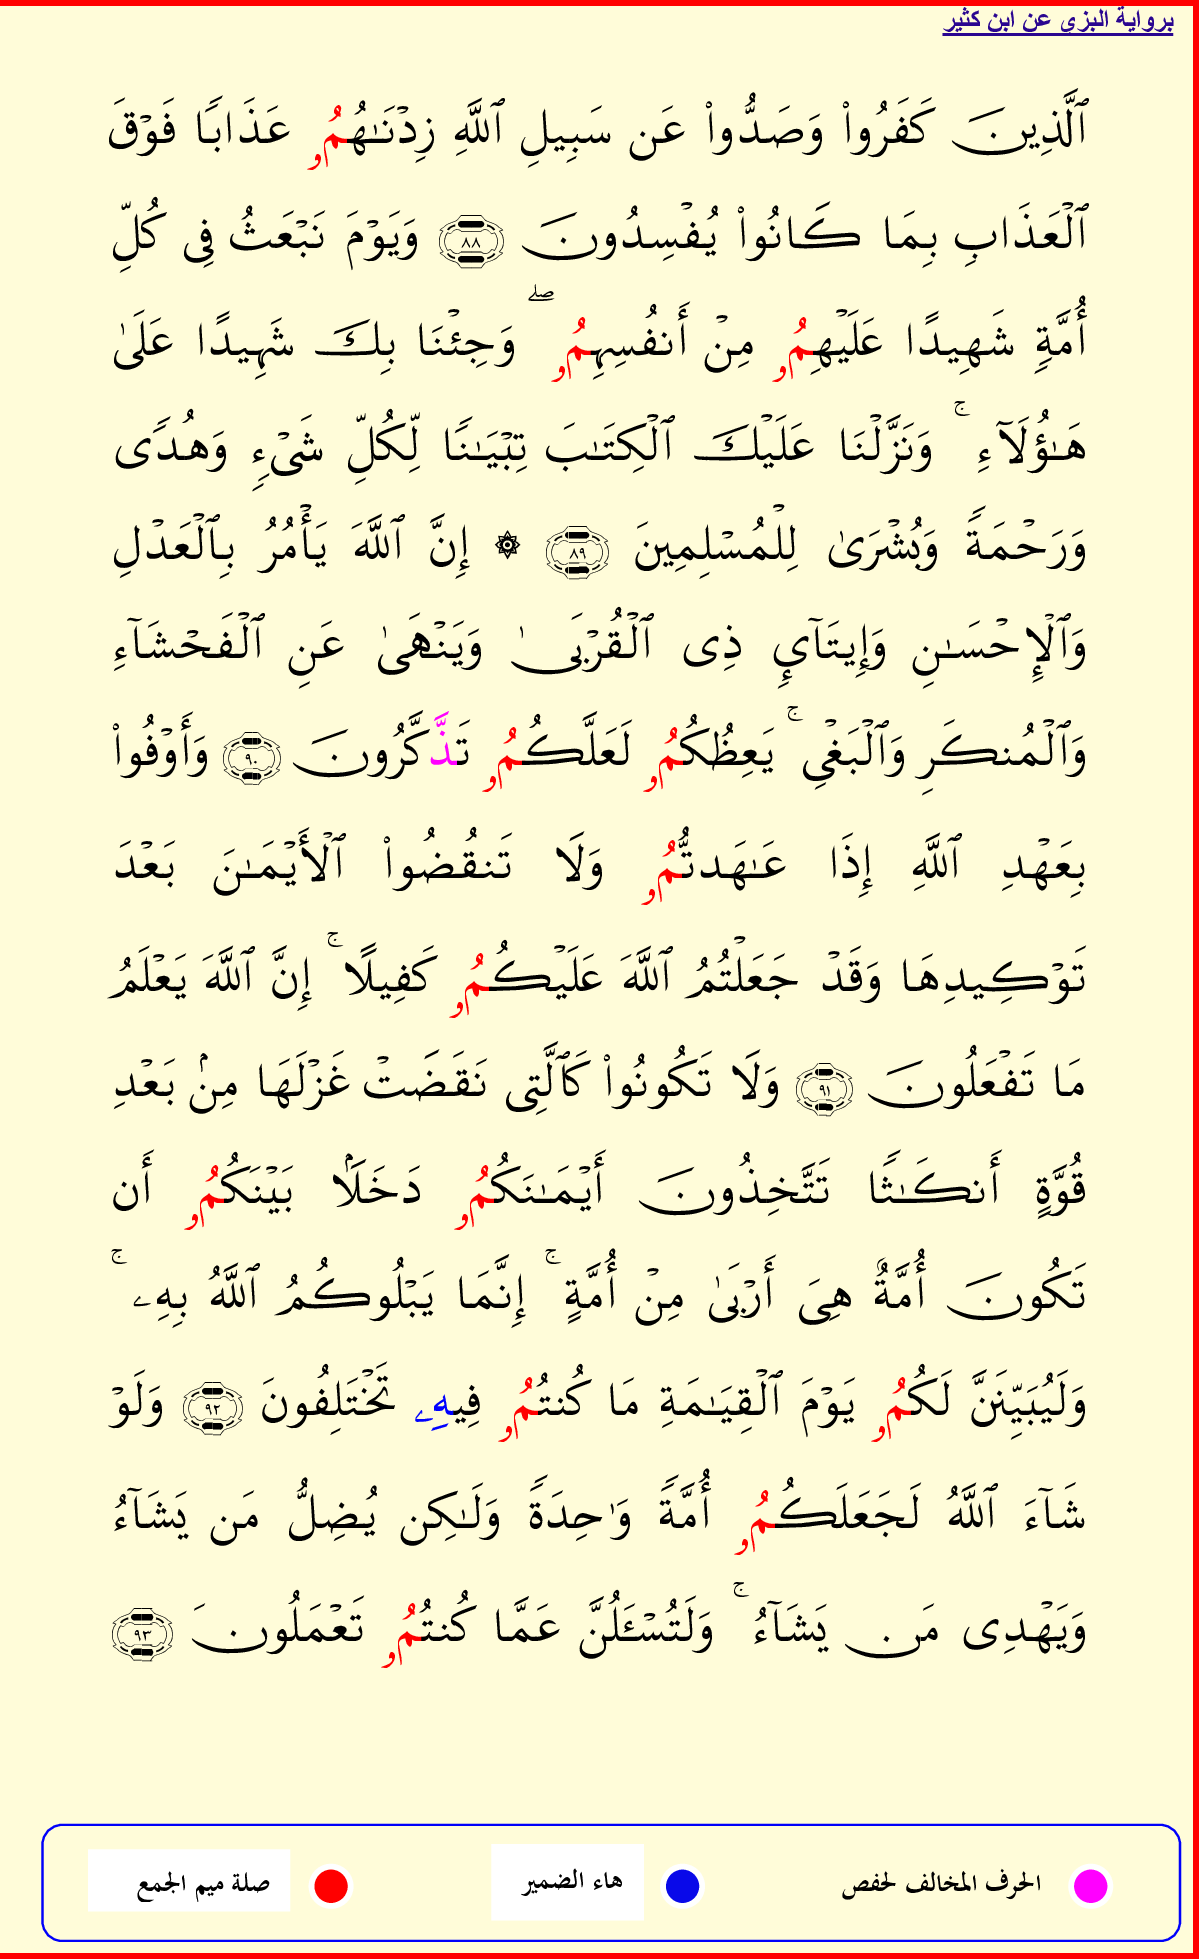 برواية البزي عن ابن كثير
ٱلَّذِينَ كَفَرُواْ وَصَدُّواْ عَن سَبِيلِ ٱللَّهِ زِدْنَـٰهُمُۥ عَذَابًا فَوْقَ
ٱلْعَذَابِ بِمَا كَانُواْ يُفْسِدُونَ ٨٨ وَيَوْمَ نَبْعَثُ فِى كُلِّ
أُمَّةٍ شَهِيدًا عَلَيْهِمُۥ مِنْ أَنفُسِهِمُۥ ۖ وَجِئْنَا بِكَ شَهِيدًا عَلَىٰ
هَـٰؤُلَآءِ ۚ وَنَزَّلْنَا عَلَيْكَ ٱلْكِتَـٰبَ تِبْيَـٰنًا لِّكُلِّ شَىْءٍ وَهُدًى
وَرَحْمَةً وَبُشْرَىٰ لِلْمُسْلِمِينَ ٨٩ ۞ إِنَّ ٱللَّهَ يَأْمُرُ بِٱلْعَدْلِ
وَٱلْإِحْسَـٰنِ وَإِيتَآىِٕ ذِى ٱلْقُرْبَىٰ وَيَنْهَىٰ عَنِ ٱلْفَحْشَآءِ
وَٱلْمُنكَرِ وَٱلْبَغْىِ ۚ يَعِظُكُمُۥ لَعَلَّكُمُۥ تَذَّكَّرُونَ ٩٠ وَأَوْفُواْ
بِعَهْدِ ٱللَّهِ إِذَا عَـٰهَدتُّمُۥ وَلَا تَنقُضُواْ ٱلْأَيْمَـٰنَ بَعْدَ
تَوْكِيدِهَا وَقَدْ جَعَلْتُمُ ٱللَّهَ عَلَيْكُمُۥ كَفِيلًا ۚ إِنَّ ٱللَّهَ يَعْلَمُ
مَا تَفْعَلُونَ ٩١ وَلَا تَكُونُواْ كَٱلَّتِى نَقَضَتْ غَزْلَهَا مِنۢ بَعْدِ
قُوَّةٍ أَنكَـٰثًا تَتَّخِذُونَ أَيْمَـٰنَكُمُۥ دَخَلَۢا بَيْنَكُمُۥ أَن
تَكُونَ أُمَّةٌ هِىَ أَرْبَىٰ مِنْ أُمَّةٍ ۚ إِنَّمَا يَبْلُوكُمُ ٱللَّهُ بِهِۦ ۚ
وَلَيُبَيِّنَنَّ لَكُمُۥ يَوْمَ ٱلْقِيَـٰمَةِ مَا كُنتُمُۥ فِيهِۦ تَخْتَلِفُونَ ٩٢ وَلَوْ
شَآءَ ٱللَّهُ لَجَعَلَكُمُۥ أُمَّةً وَٰحِدَةً وَلَـٰكِن يُضِلُّ مَن يَشَآءُ
وَيَهْدِى مَن يَشَآءُ ۚ وَلَتُسْـَٔلُنَّ عَمَّا كُنتُمُۥ تَعْمَلُونَ ٩٣
الحرف المخالف لحفص هاء الضمير صلة ميم الجمع